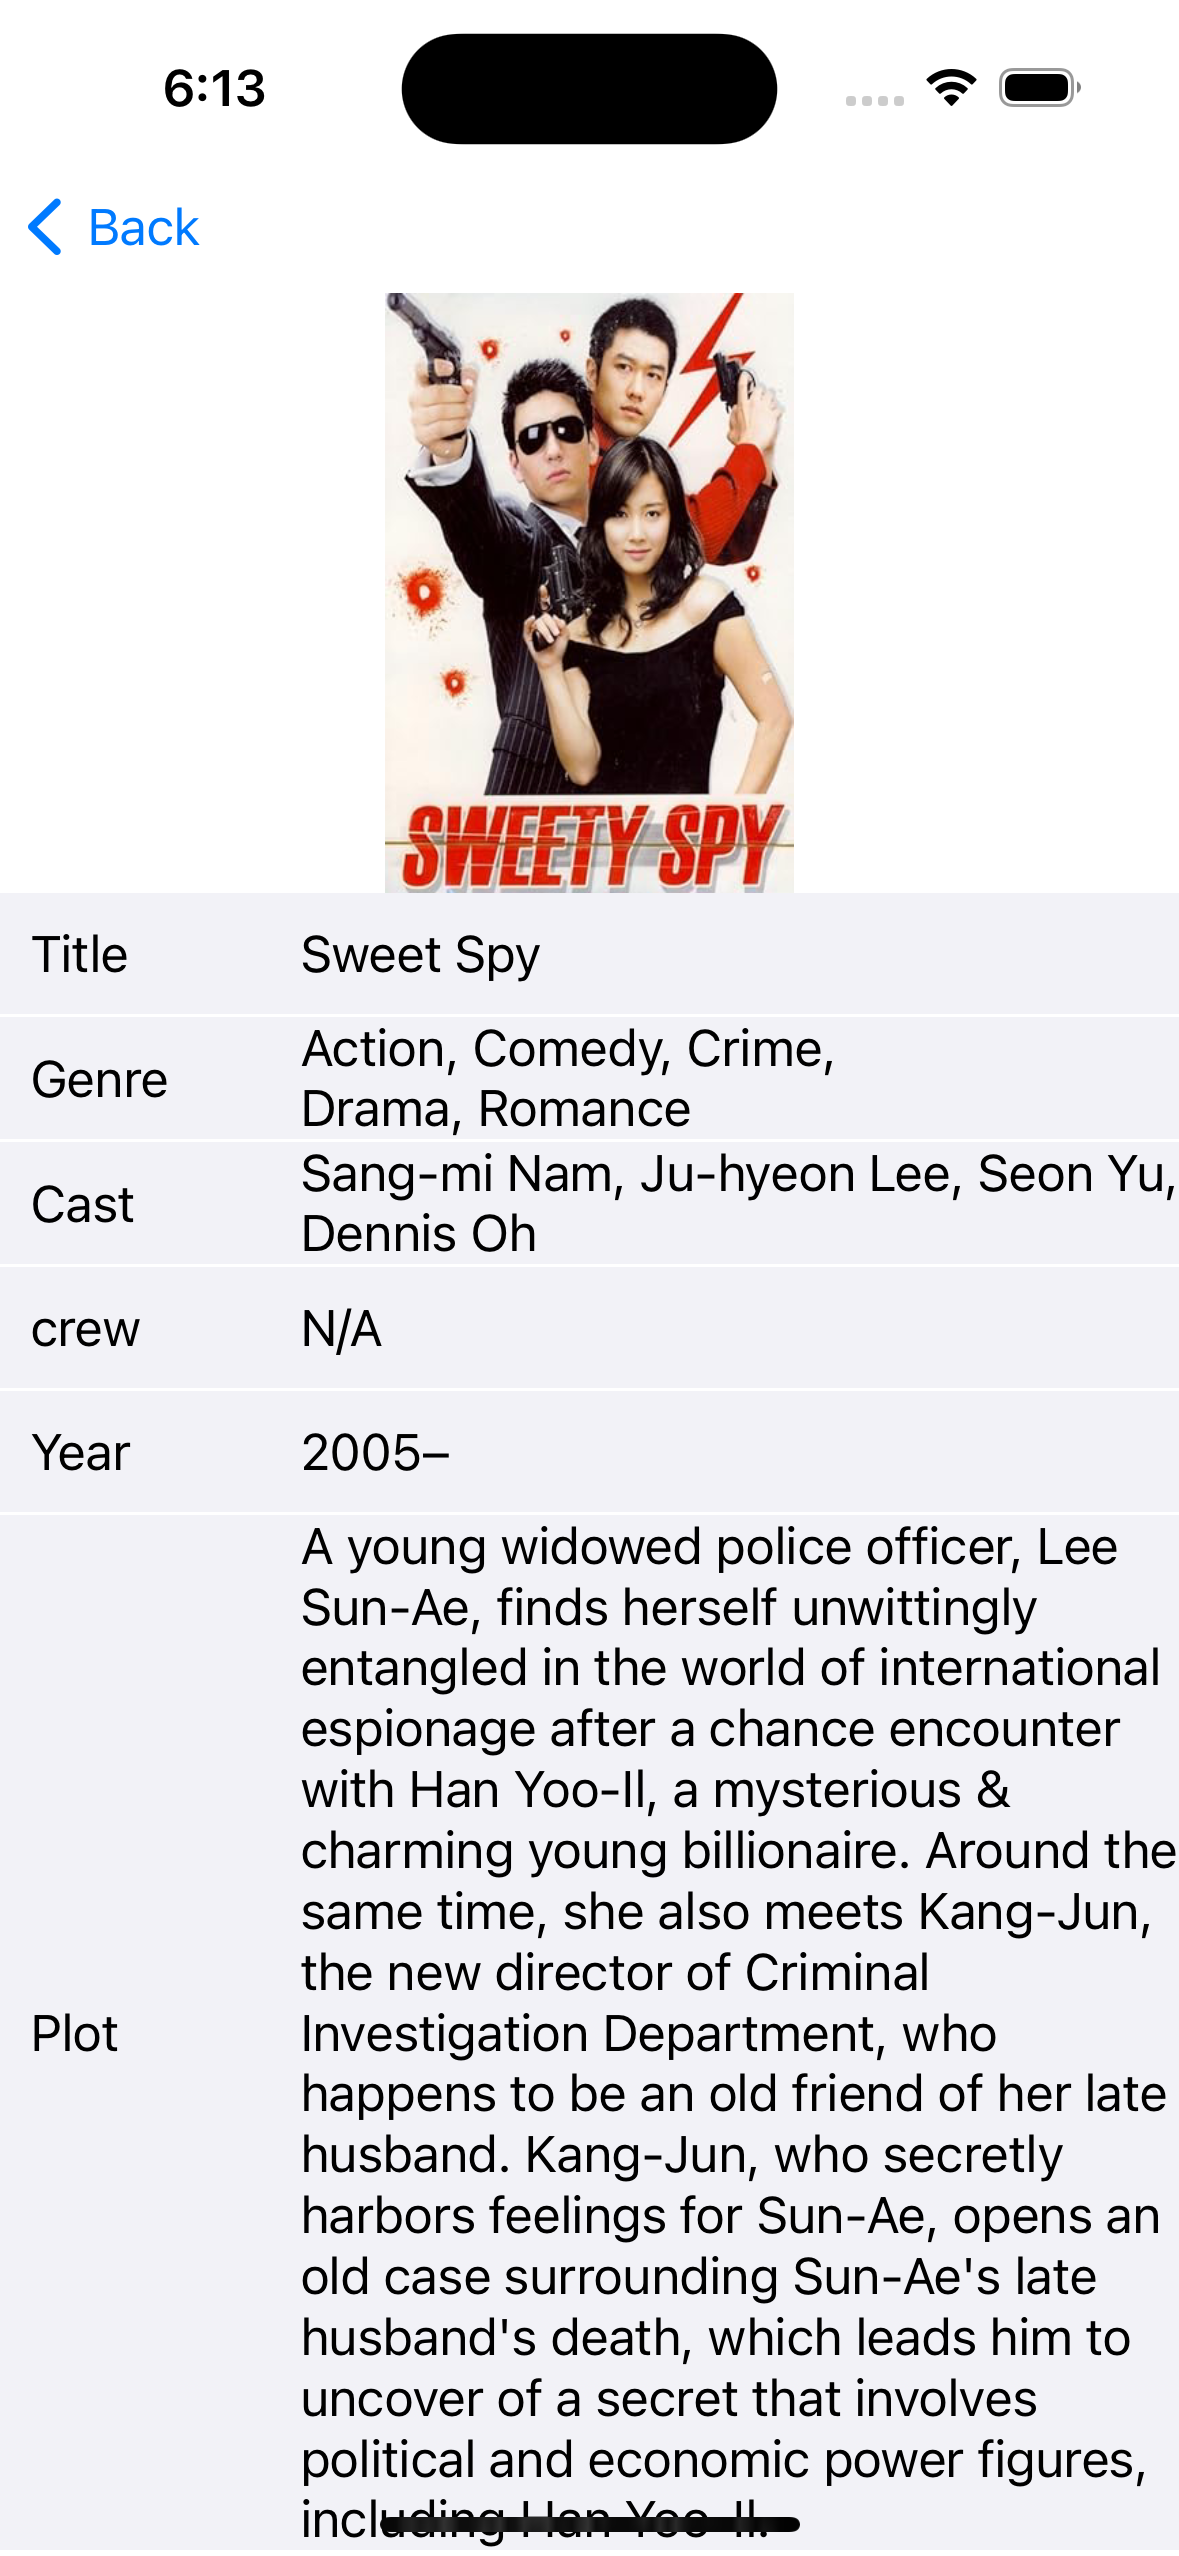 6:13
Back
SWEETY SPY
Title
Sweet Spy
Genre
Action, Comedy, Crime,
Drama, Romance
Cast
Sang-mi Nam, Ju-hyeon Lee, Seon Yu,
Dennis Oh
crew
N/A
Year
2005–
Plot
A young widowed police officer, Lee
Sun-Ae, finds herself unwittingly
entangled in the world of international
espionage after a chance encounter
with Han Yoo-Il, a mysterious &
charming young billionaire. Around the
same time, she also meets Kang-Jun,
the new director of Criminal
Investigation Department, who
happens to be an old friend of her late
husband. Kang-Jun, who secretly
harbors feelings for Sun-Ae, opens an
old case surrounding Sun-Ae's late
husband's death, which leads him to
uncover of a secret that involves
political and economic power figures,
including Han Yoo-Il.